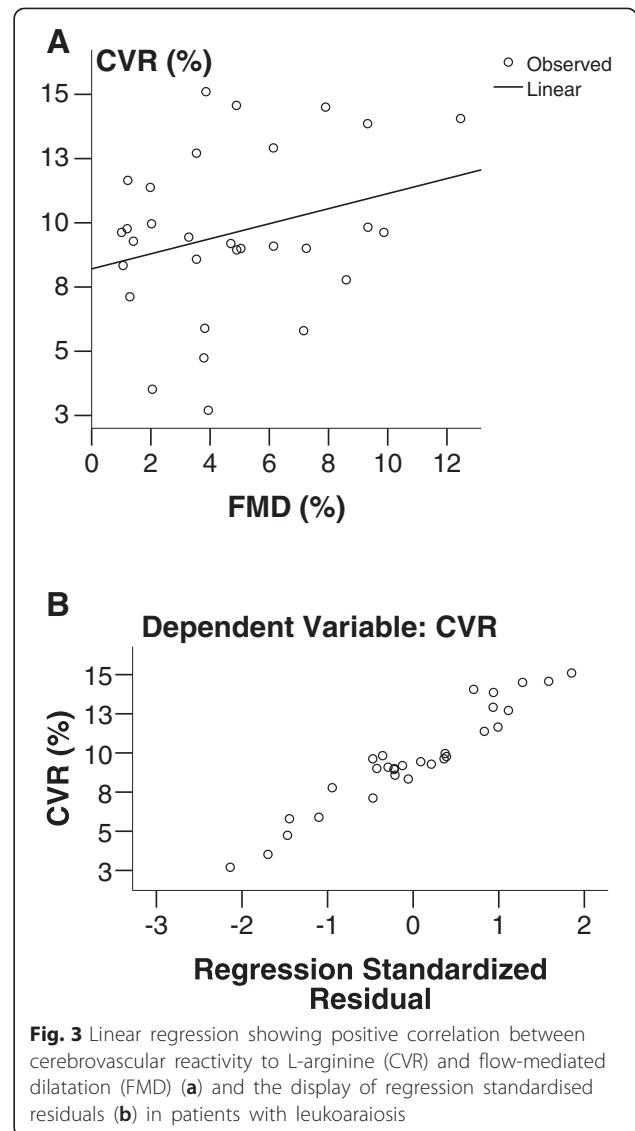 A
CVR (%)
Observed
Linear
15
13
10
8
5
3
0 2 4 6 8 10 12
FMD (%)
B
Dependent Variable: CVR
CVR (%)
15
13
10
8
5
3
-3 -2 -1 0 1 2
Regression Standardized
Residual
Fig. 3 Linear regression showing positive correlation between
cerebrovascular reactivity to L-arginine (CVR) and flow-mediated
dilatation (FMD) (a) and the display of regression standardised
residuals (b) in patients with leukoaraiosis